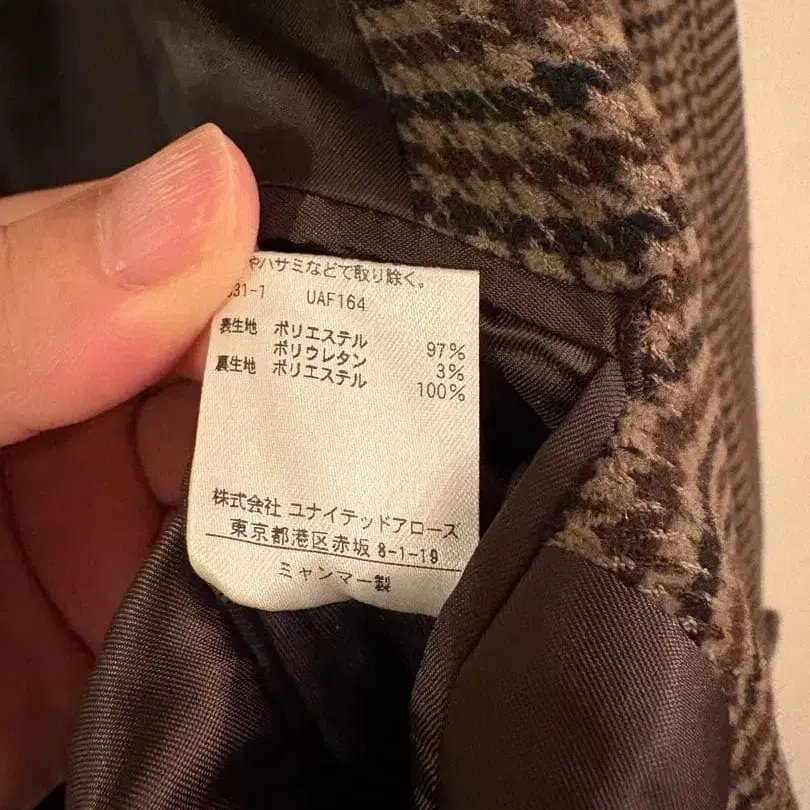 やハサミなどで取り除く。
31-1 UAF164
表生地 ポリエステル 97%
ポリウレタン 3%
裏生地 ポリエステル 100%
株式会社 ユナイテッドアローズ
東京都港区赤坂 8-1-19
ミャンマー製